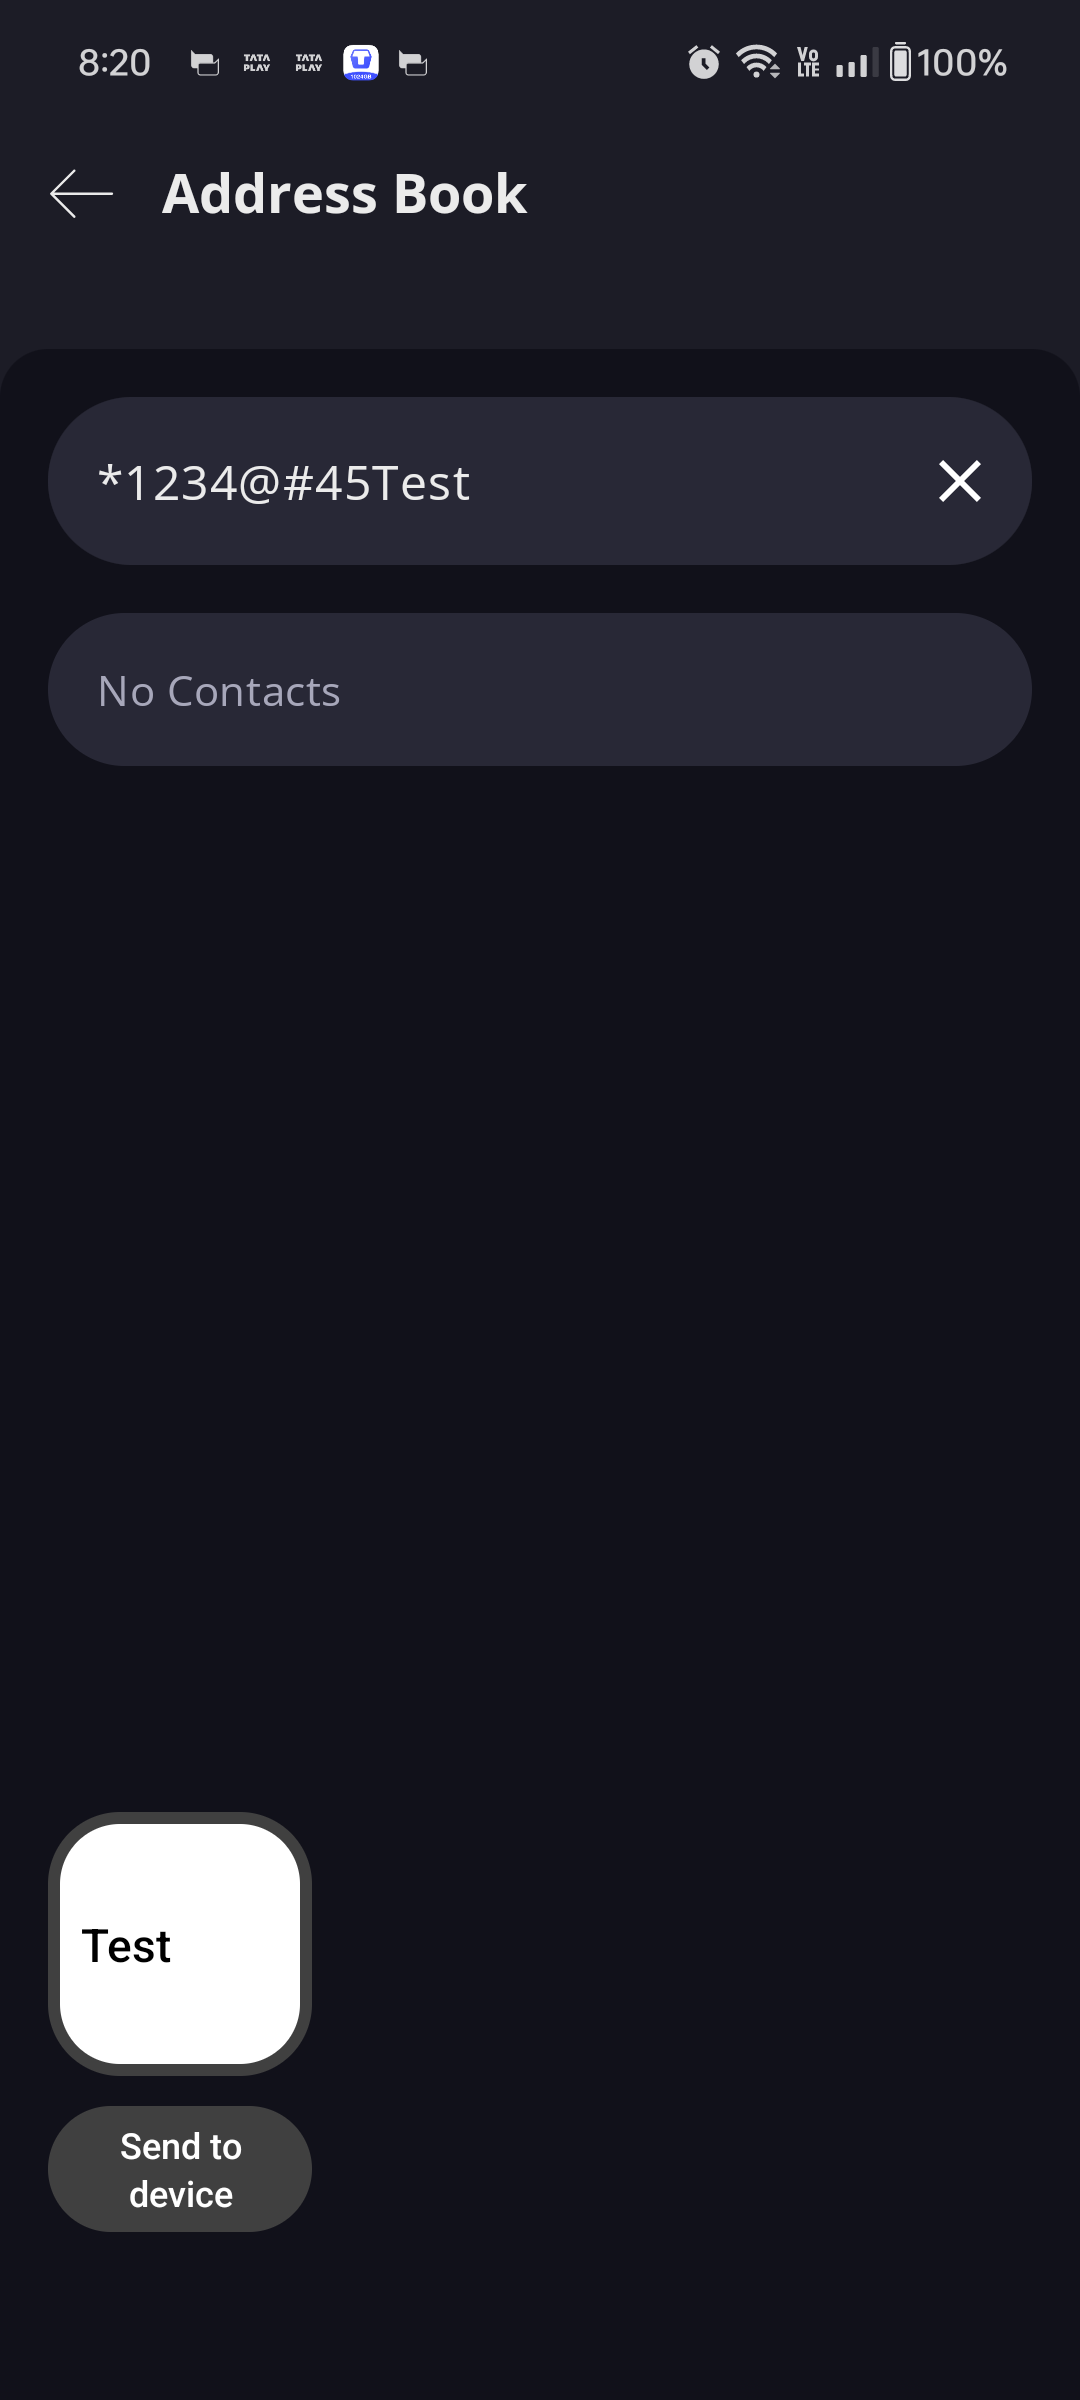 8:20
TATA
PLAY
TATA
PLAY
1024GB
Vo
LTE
100%
Address Book
*1234@#45Test
No Contacts
Test
Send to
device